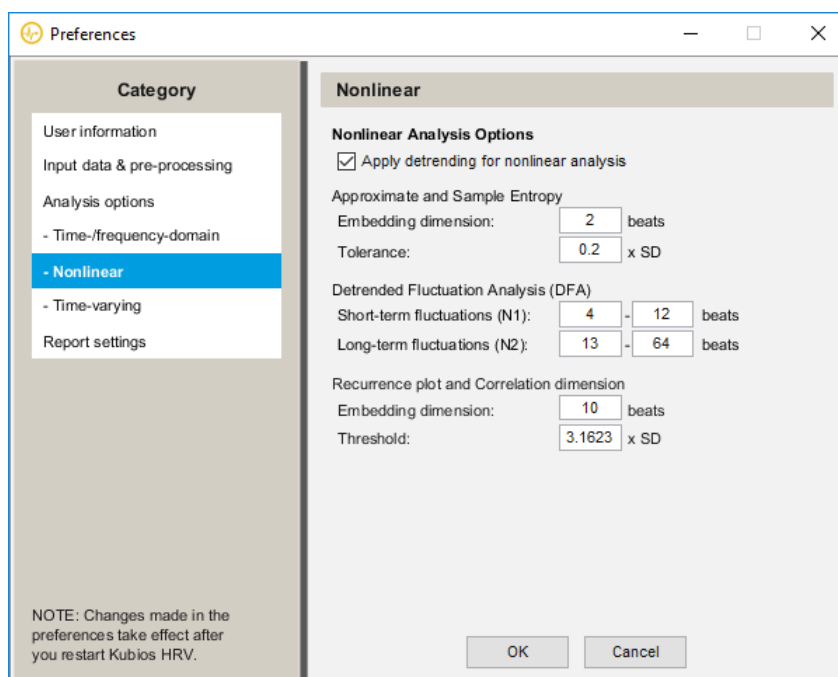 Preferences
Category
User information
Input data & pre-processing
Analysis options
- Time-/frequency-domain
- Nonlinear
- Time-varying
Report settings
NOTE: Changes made in the
preferences take effect after
you restart Kubios HRV.
Nonlinear
Nonlinear Analysis Options
Apply detrending for nonlinear analysis
Approximate and Sample Entropy
Embedding dimension: 2 beats
Tolerance: 0.2 x SD
Detrended Fluctuation Analysis (DFA)
Short-term fluctuations (N1): 4 - 12 beats
Long-term fluctuations (N2): 13 - 64 beats
Recurrence plot and Correlation dimension
Embedding dimension: 10 beats
Threshold: 3.1623 x SD
OK Cancel